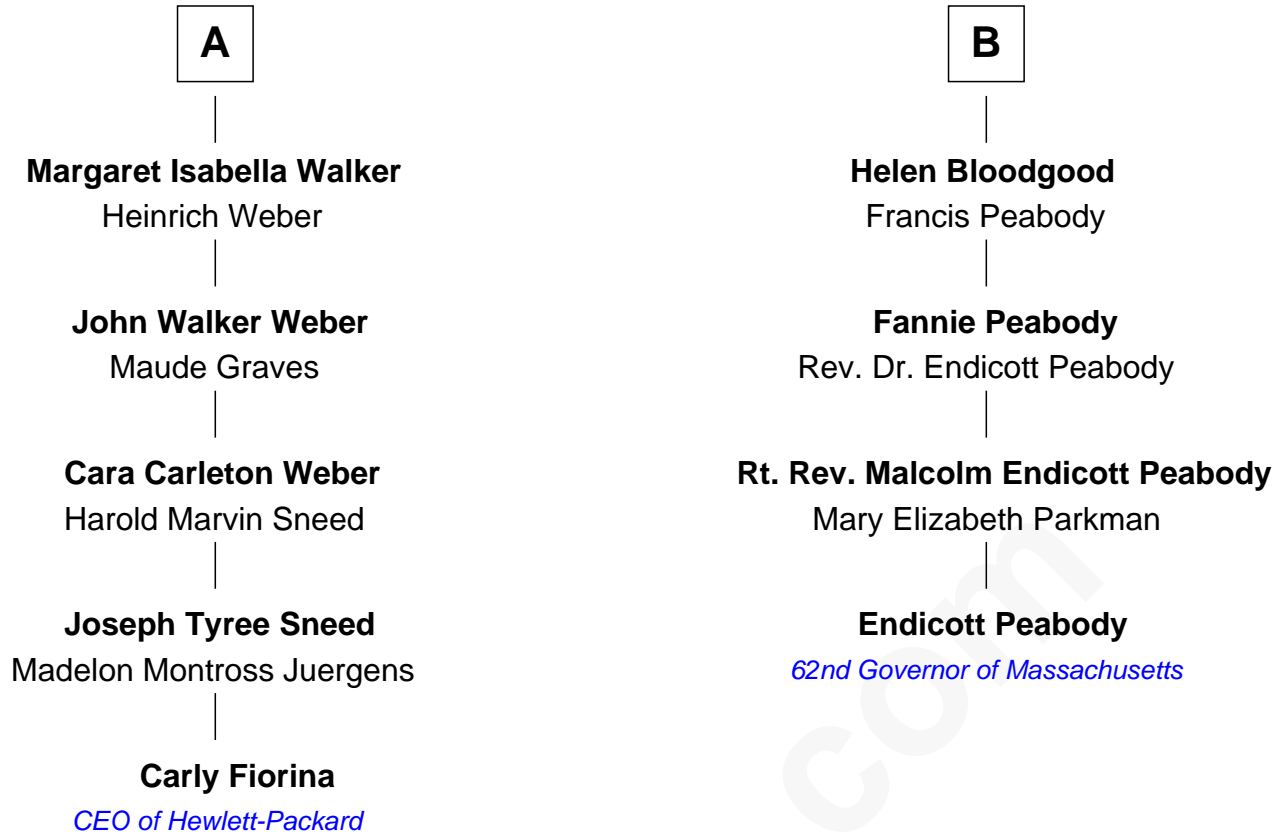 A
Margaret Isabella Walker
Heinrich Weber
John Walker Weber
Maude Graves
Cara Carleton Weber
Harold Marvin Sneed
Joseph Tyree Sneed
Madelon Montross Juergens
Carly Fiorina
CEO of Hewlett-Packard
B
Helen Bloodgood
Francis Peabody
Fannie Peabody
Rev. Dr. Endicott Peabody
Rt. Rev. Malcolm Endicott Peabody
Mary Elizabeth Parkman
Endicott Peabody
62nd Governor of Massachusetts
com